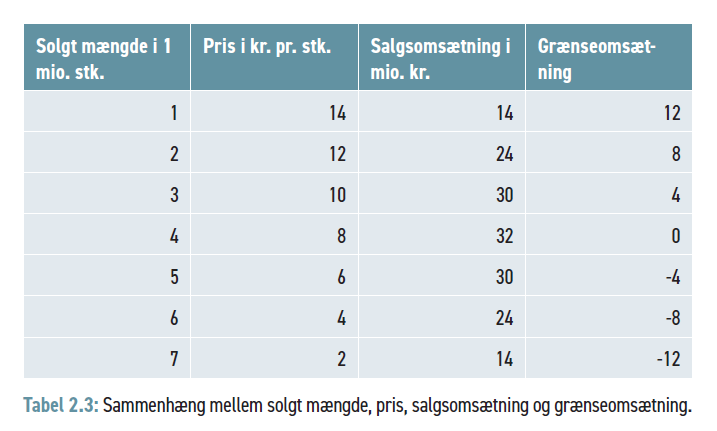 Solgt mængde i 1 mio. stk. Pris i kr. pr. stk. Salgsomsætning i mio. kr. Grænseomsæt-ning
1 14 14 12
2 12 24 8
3 10 30 4
4 8 32 0
5 6 30 -4
6 4 24 -8
7 2 14 -12
Tabel 2.3: Sammenhæng mellem solgt mængde, pris, salgsomsætning og grænseomsætning.